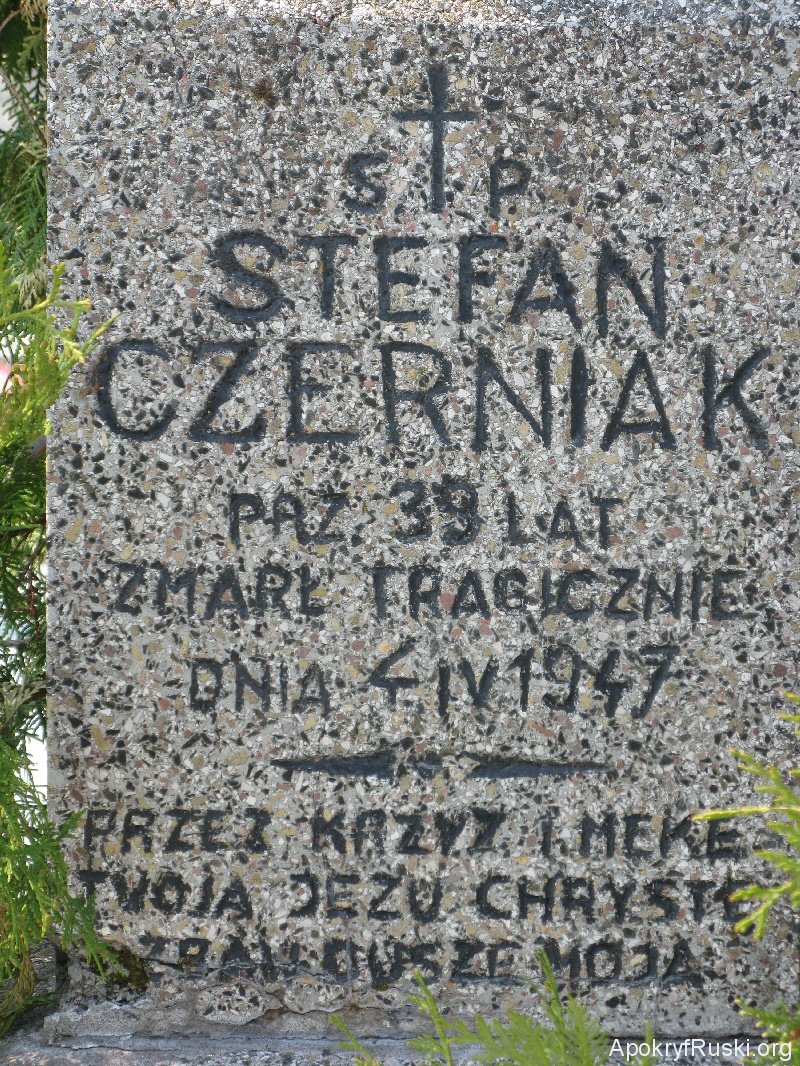 S P
STEFAN
CZERNIAK
PAZ. 39 LAT
ZMARŁ TRAGICZNIE
DNIA 4 IV 1947
PRZEZ KRZYZ I MEKE
TWOJA JEZU CHRYSTE
ZBAW DUSZE MOJA
ApokryfRuski.org